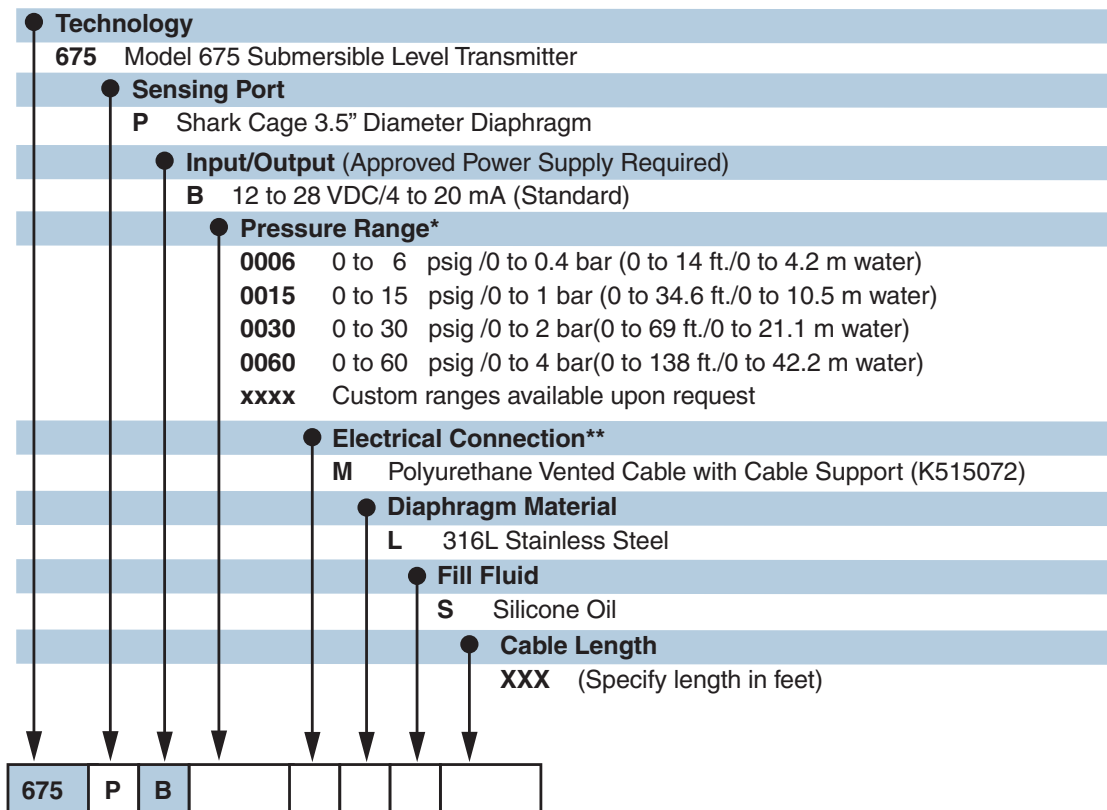 Technology
675 Model 675 Submersible Level Transmitter
Sensing Port
P Shark Cage 3.5” Diameter Diaphragm
Input/Output (Approved Power Supply Required)
B 12 to 28 VDC/4 to 20 mA (Standard)
Pressure Range*
0006 0 to 6 psig /0 to 0.4 bar (0 to 14 ft./0 to 4.2 m water)
0015 0 to 15 psig /0 to 1 bar (0 to 34.6 ft./0 to 10.5 m water)
0030 0 to 30 psig /0 to 2 bar(0 to 69 ft./0 to 21.1 m water)
0060 0 to 60 psig /0 to 4 bar(0 to 138 ft./0 to 42.2 m water)
xxxx Custom ranges available upon request
Electrical Connection**
M Polyurethane Vented Cable with Cable Support (K515072)
Diaphragm Material
L 316L Stainless Steel
Fill Fluid
S Silicone Oil
Cable Length
XXX (Specify length in feet)
675 P B